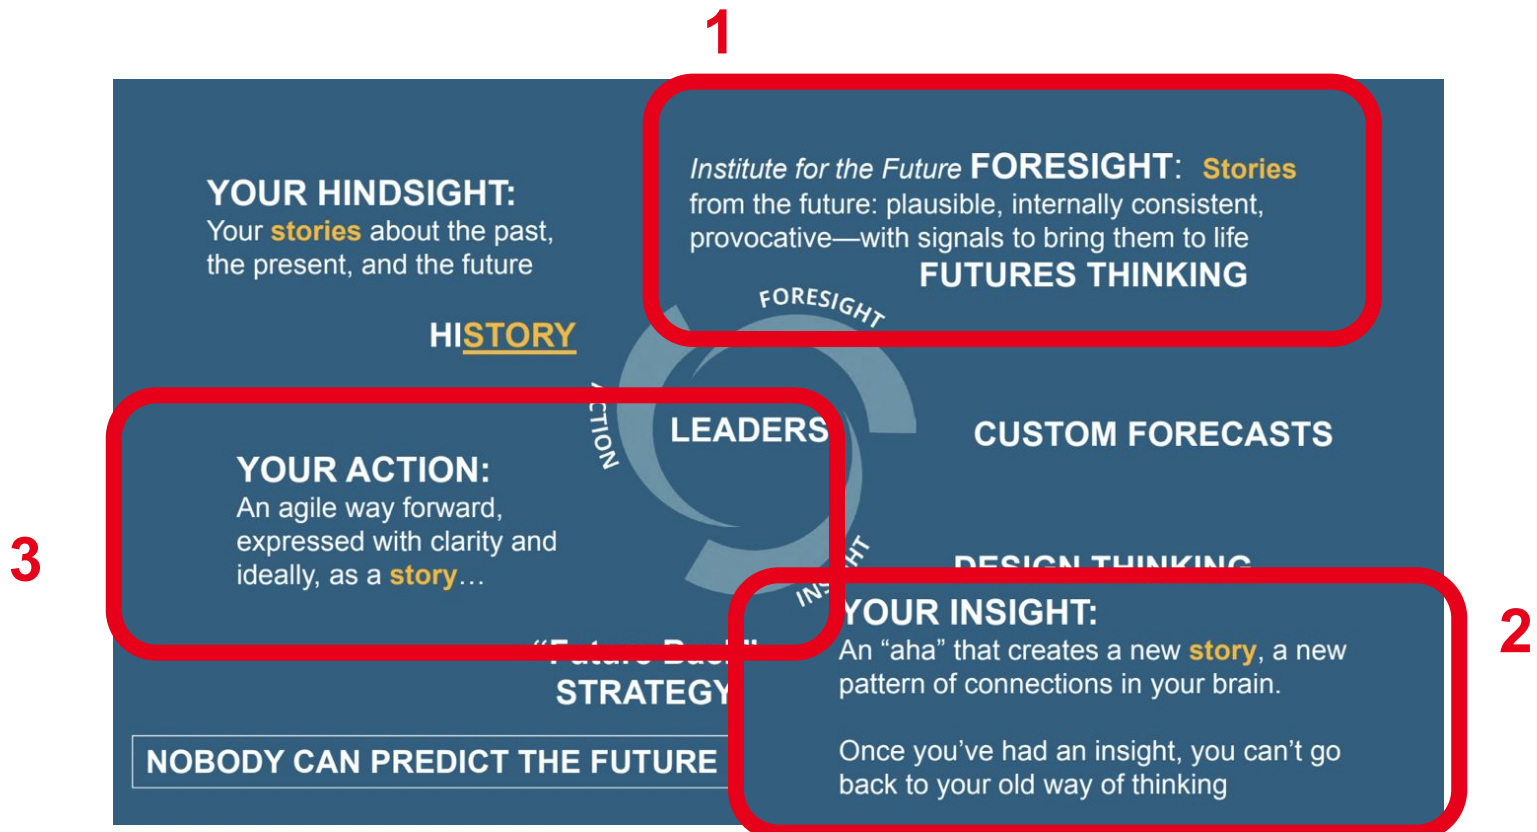 1
YOUR HINDSIGHT:
Your stories about the past,
the present, and the future
HISTORY
Institute for the Future FORESIGHT: Stories
from the future: plausible, internally consistent,
provocative—with signals to bring them to life
FUTURES THINKING
FORESIGHT
ACTION
LEADERS
CUSTOM FORECASTS
YOUR ACTION:
An agile way forward,
expressed with clarity and
ideally, as a story…
3
INSIGHT
DESIGN THINKING
YOUR INSIGHT:
An “aha” that creates a new story, a new
pattern of connections in your brain.
Once you’ve had an insight, you can’t go
back to your old way of thinking
2
“Future Back”
STRATEGY
NOBODY CAN PREDICT THE FUTURE